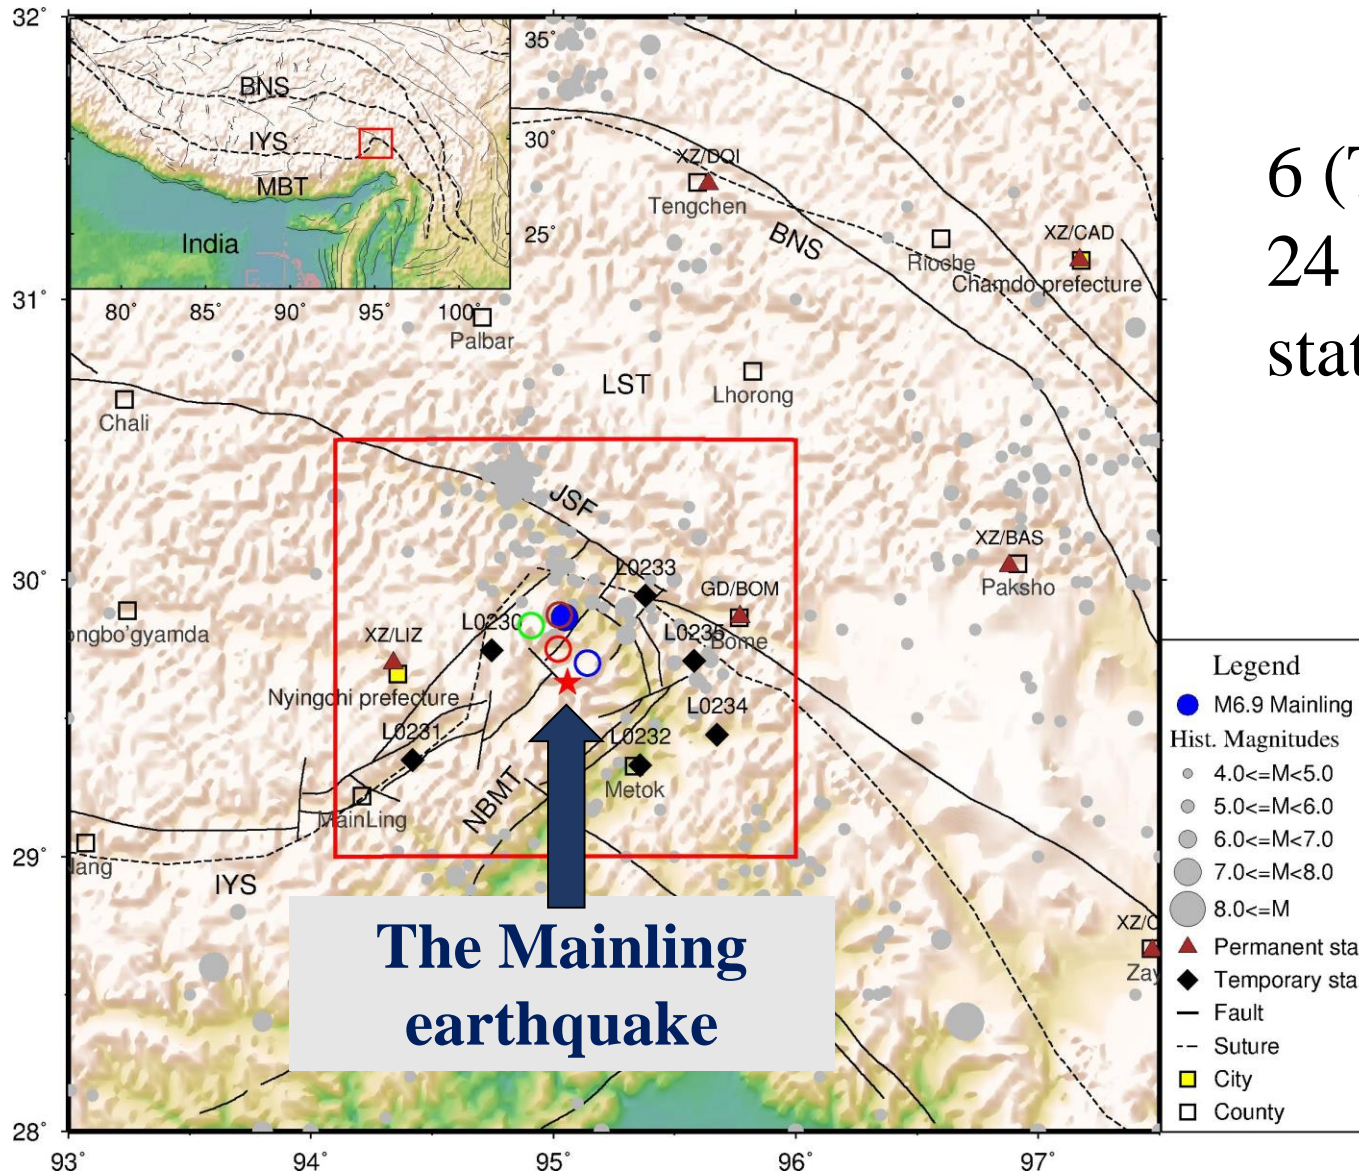 32°
31°
30°
29°
28°
93
94
95
96
97
35°
30°
25°
80°
85°
90°
95°
100°
BNS
IYS
MBT
India
XZ/DQI
Tengchen
BNS
Rioche
XZ/CAD
Chamdo prefecture
Palbar
LST
Lhorong
Chali
JSF
XZ/BAS
Paksho
L0233
GD/BOM
Bome
L0235
L0230
ongbo'gyamda
XZ/LIZ
Nyingchi prefecture
L0234
L0231
L0232
Metok
NBMT
MainLing
lang
IYS
XZ/C
Zay
The Mainling
earthquake
6 (T
24
stat
Legend
M6.9 Mainling
Hist. Magnitudes
4.0<=M<5.0
5.0<=M<6.0
6.0<=M<7.0
7.0<=M<8.0
8.0<=M
Permanent sta
Temporary sta
Fault
Suture
City
County